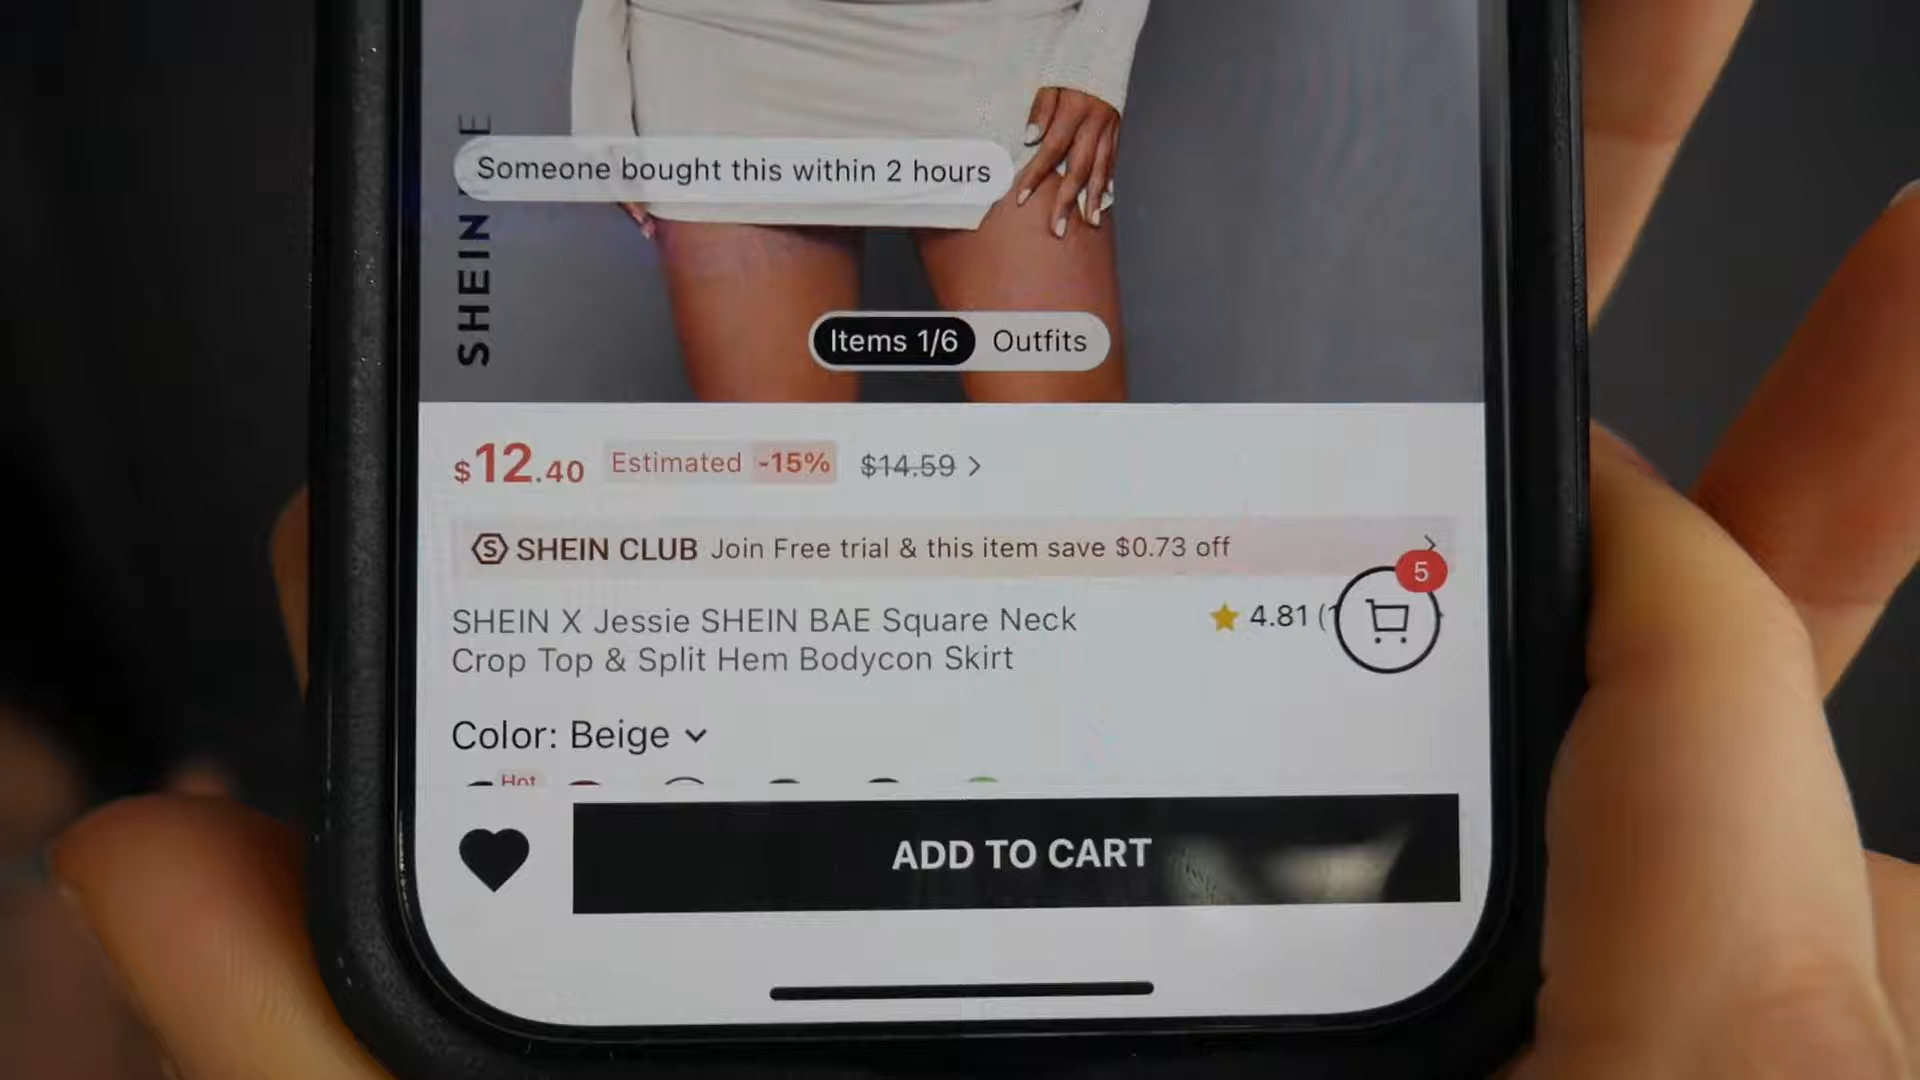 SHEIN
Someone bought this within 2 hours
Items 1/6 Outfits
$12.40 Estimated -15% $14.59
SHEIN CLUB Join Free trial & this item save $0.73 off
5
SHEIN X Jessie SHEIN BAE Square Neck
Crop Top & Split Hem Bodycon Skirt
4.81
Color: Beige
Hot
ADD TO CART